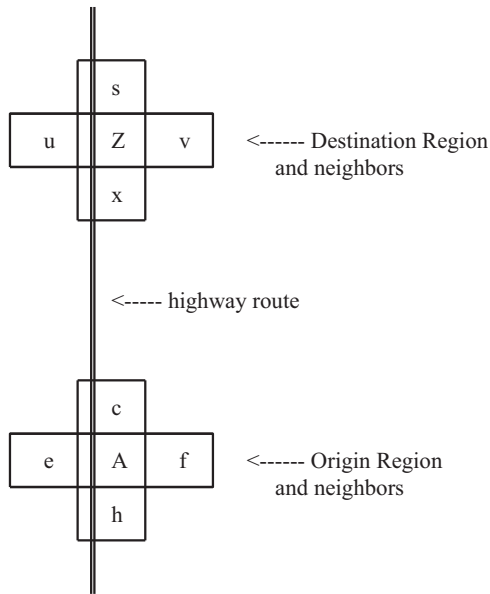 s
u Z v <------ Destination Region
and neighbors
x
<----- highway route
c
e A f <------ Origin Region
and neighbors
h